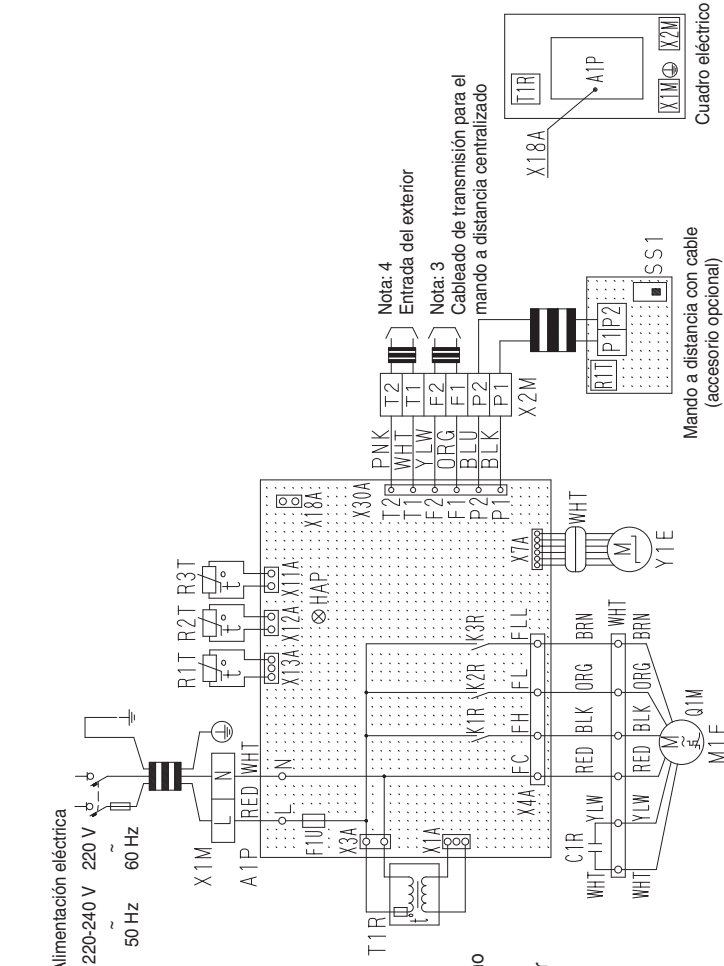 Alimentación eléctrica
220-240 V 220 V
~ ~
50 Hz 60 Hz
X1M
L N
A1P
RED WHT
L N
F1U
X3A
X1A
T1R
t°
R1T R2T R3T
t° t° t°
X13A X12A X11A
HAP
X18A
X30A
T2
T1
F2
F1
P2
P1
PNK
WHT
YLW
ORG
BLU
BLK
T2
T1
F2
F1
P2
P1
X2M
Nota: 4
Entrada del exterior
Nota: 3
Cableado de transmisión para el
mando a distancia centralizado
K1R K2R K3R
X4A
FC FH FL FLL
RED BLK ORG BRN
WHT
C1R
WHT YLW
WHT YLW RED BLK ORG BRN
M
~
Q1M
M1F
X7A
WHT
M
Y1E
R1T
P1 P2
SS1
Mando a distancia con cable
(accesorio opcional)
X18A
T1R
A1P
X1M X2M
Cuadro eléctrico